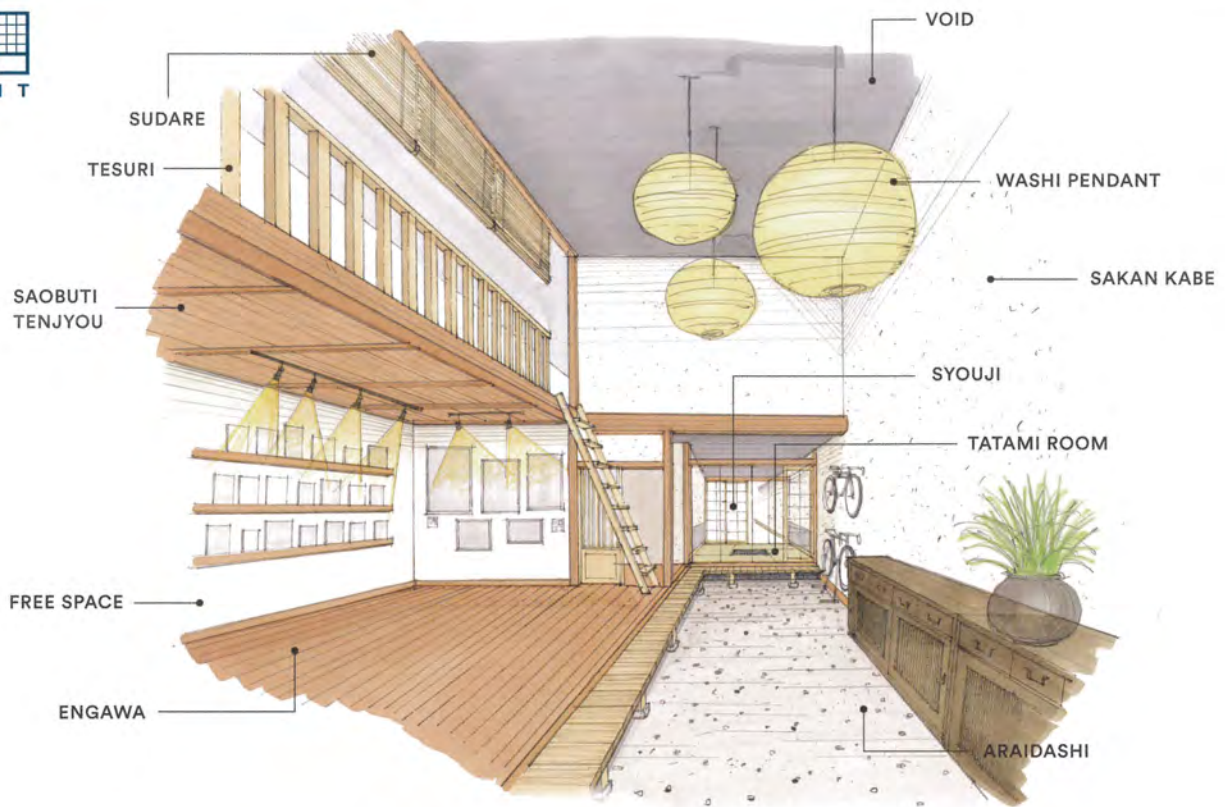 VOID
SUDARE
TESURI
WASHI PENDANT
SAKAN KABE
SAOBUTI
TENJYOU
SYOUJI
TATAMI ROOM
FREE SPACE
ENGAWA
ARAIDASHI